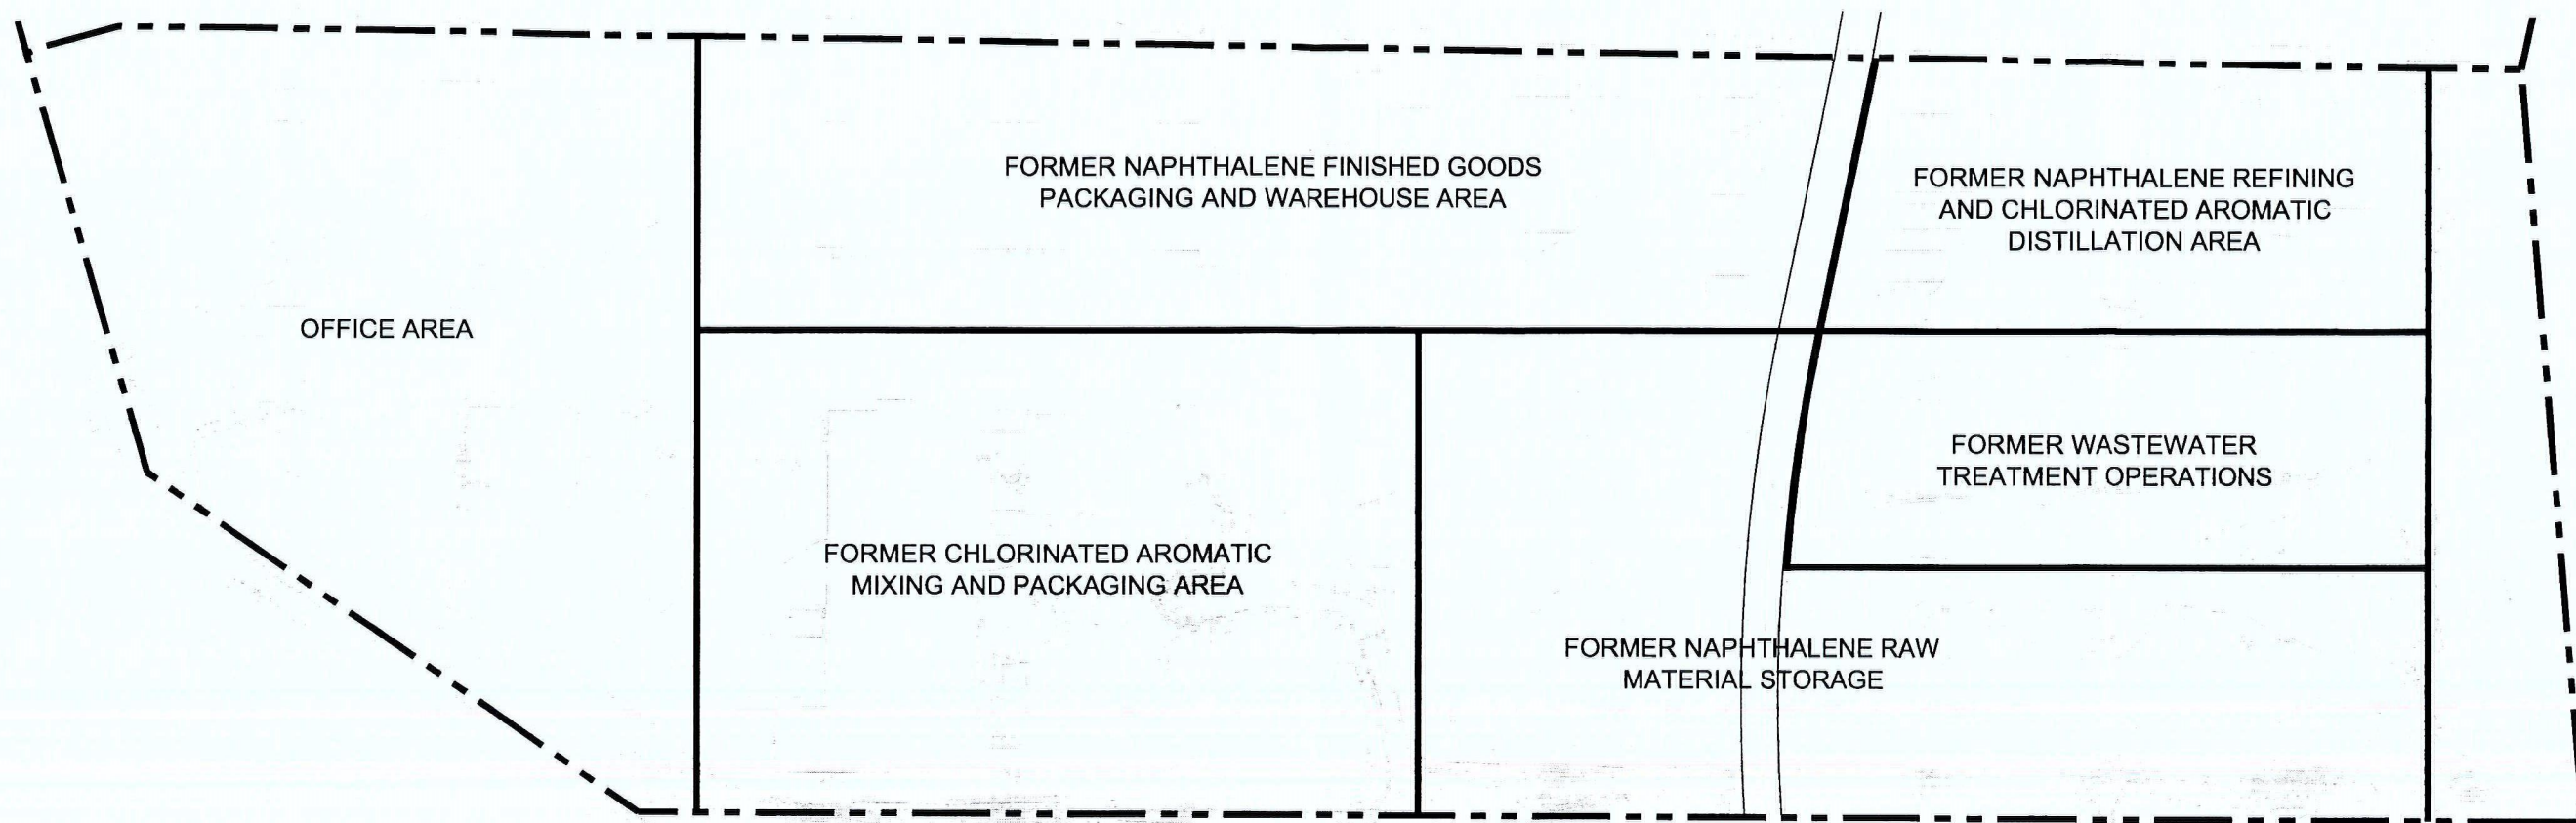 FORMER NAPHTHALENE FINISHED GOODS
PACKAGING AND WAREHOUSE AREA
FORMER NAPHTHALENE REFINING
AND CHLORINATED AROMATIC
DISTILLATION AREA
OFFICE AREA
FORMER WASTEWATER
TREATMENT OPERATIONS
FORMER CHLORINATED AROMATIC
MIXING AND PACKAGING AREA
FORMER NAPHTHALENE RAW
MATERIAL STORAGE